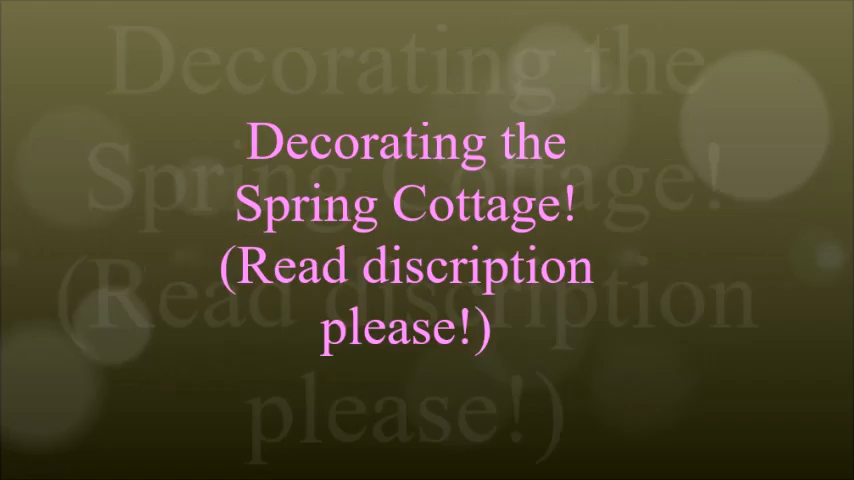 Decorating the
Spring Cottage!
(Read discription
please!)